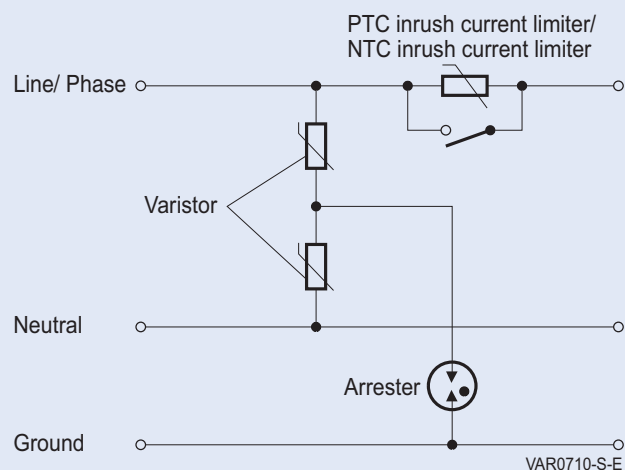 PTC inrush current limiter/
NTC inrush current limiter
Line/ Phase
Varistor
Neutral
Arrester
Ground
VAR0710-S-E